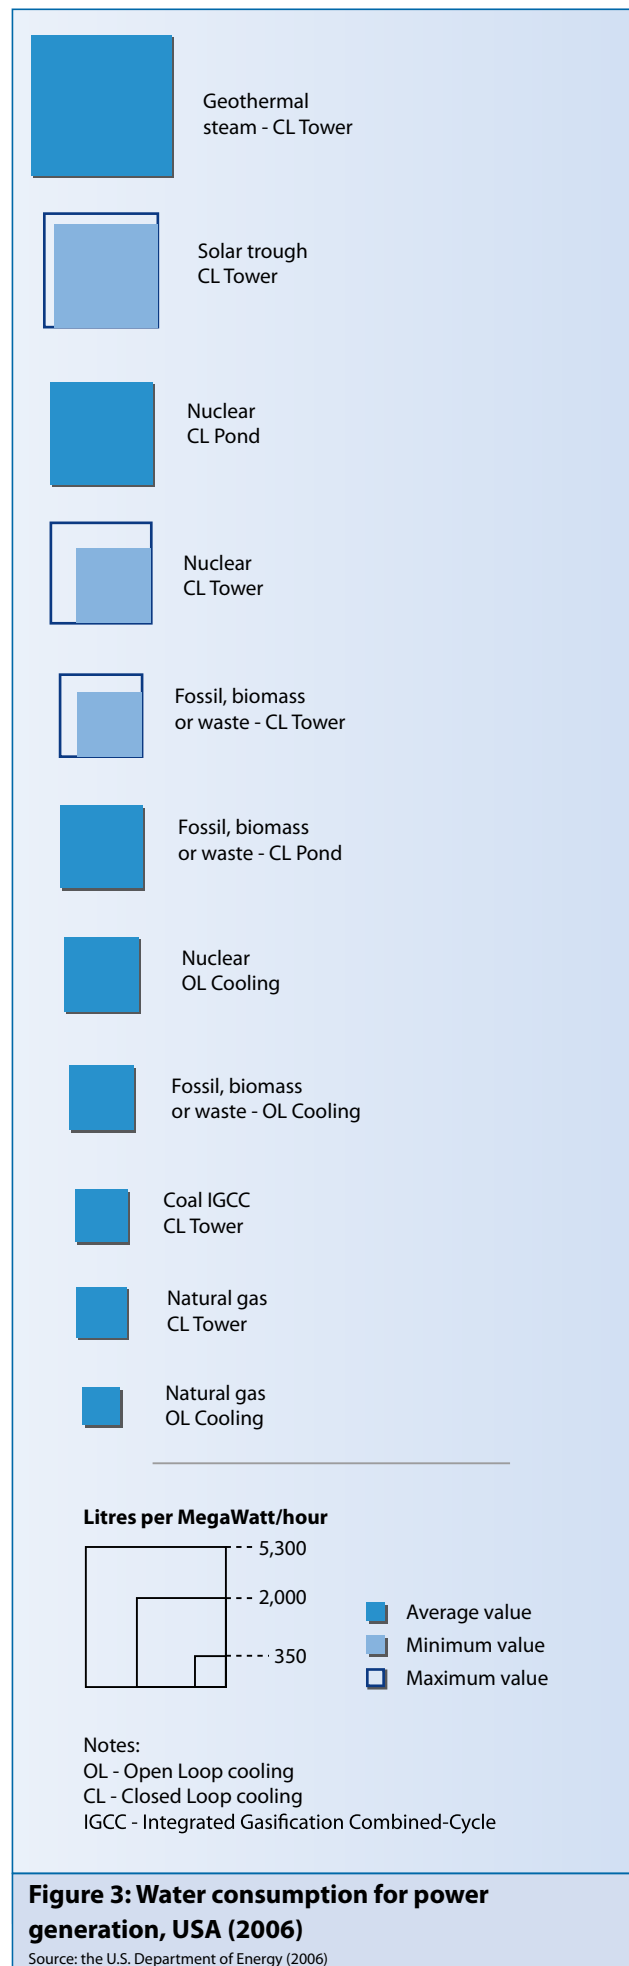 Geothermal
steam - CL Tower
Solar trough
CL Tower
Nuclear
CL Pond
Nuclear
CL Tower
Fossil, biomass
or waste - CL Tower
Fossil, biomass
or waste - CL Pond
Nuclear
OL Cooling
Fossil, biomass
or waste - OL Cooling
Coal IGCC
CL Tower
Natural gas
CL Tower
Natural gas
OL Cooling
Litres per MegaWatt/hour
5,300
2,000
350
Average value
Minimum value
Maximum value
Notes:
OL - Open Loop cooling
CL - Closed Loop cooling
IGCC - Integrated Gasification Combined-Cycle
Figure 3: Water consumption for power
generation, USA (2006)
Source: the U.S. Department of Energy (2006)